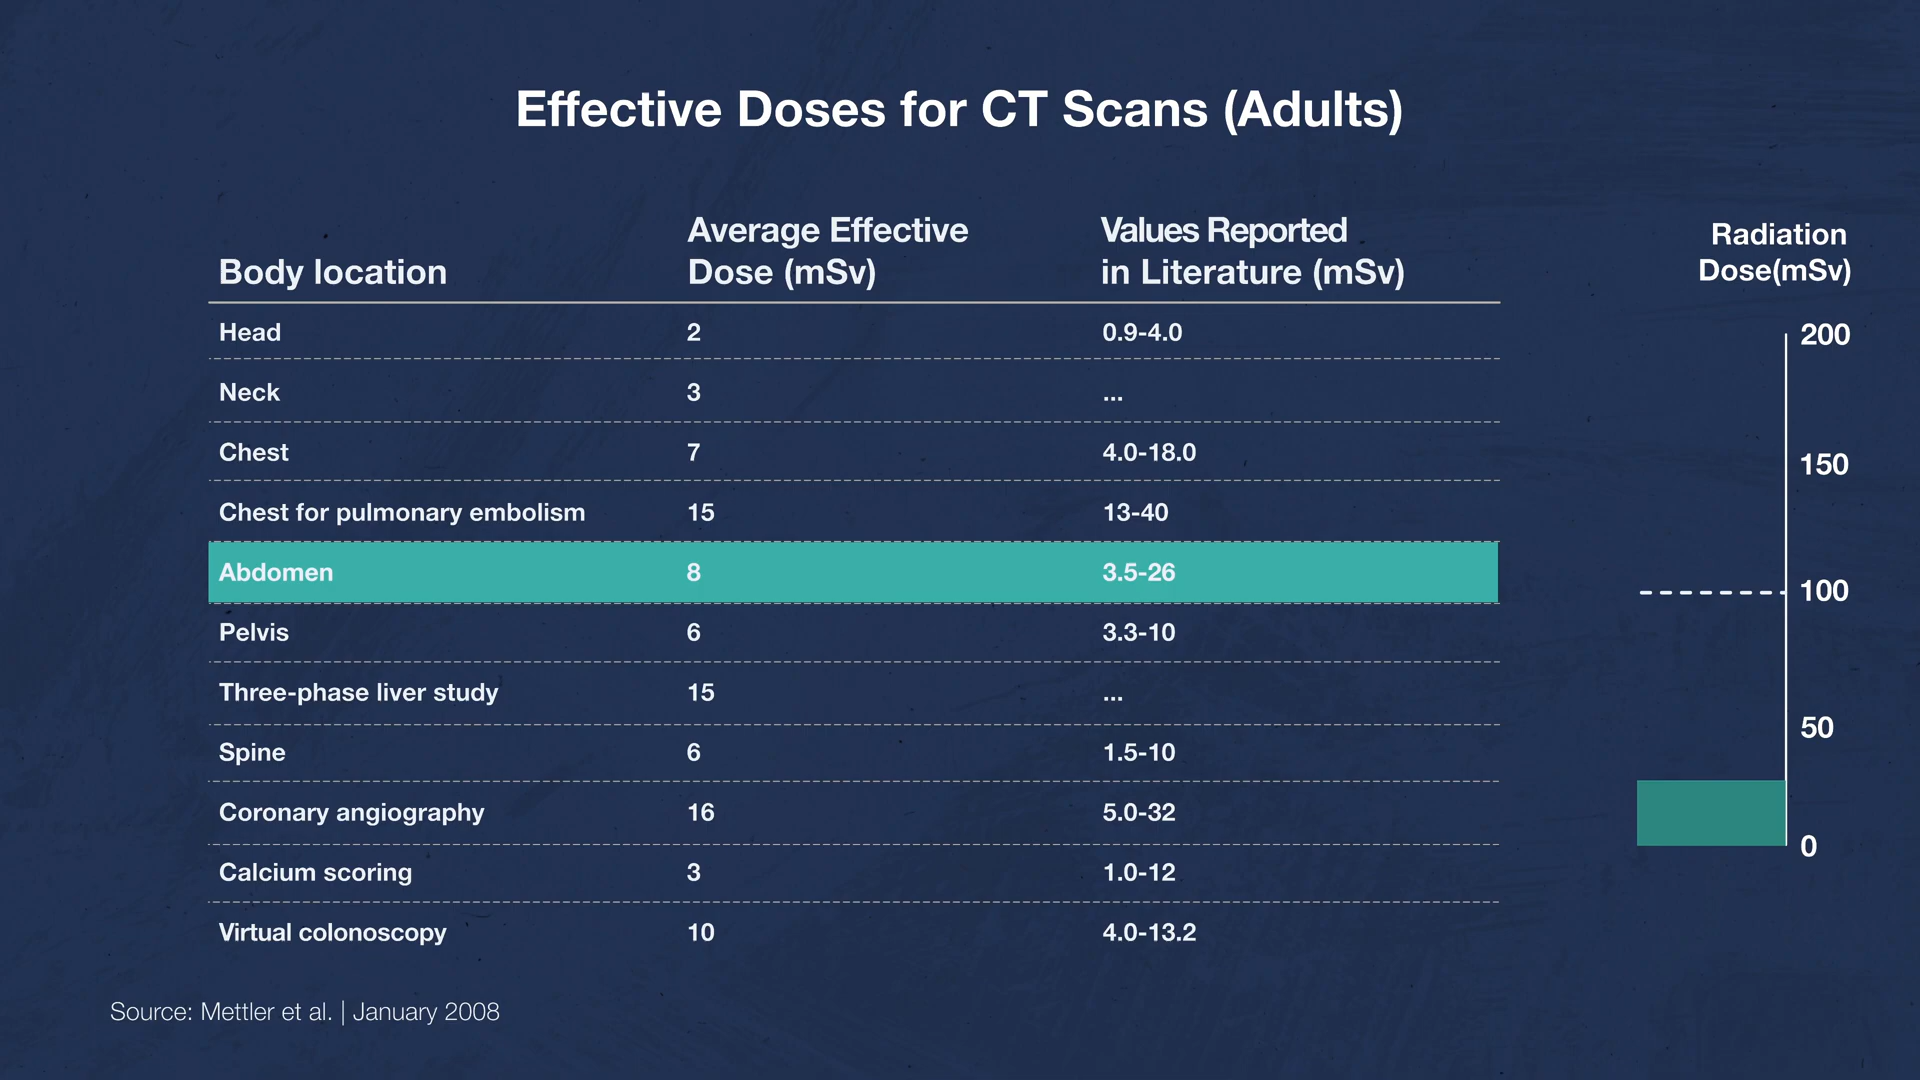 Effective Doses for CT Scans (Adults)
Body location Average Effective Dose (mSv) Values Reported in Literature (mSv)
Head 2 0.9-4.0
Neck 3 ...
Chest 7 4.0-18.0
Chest for pulmonary embolism 15 13-40
Abdomen 8 3.5-26
Pelvis 6 3.3-10
Three-phase liver study 15 ...
Spine 6 1.5-10
Coronary angiography 16 5.0-32
Calcium scoring 3 1.0-12
Virtual colonoscopy 10 4.0-13.2
Radiation
Dose(mSv)
200
150
100
50
0
Source: Mettler et al. | January 2008